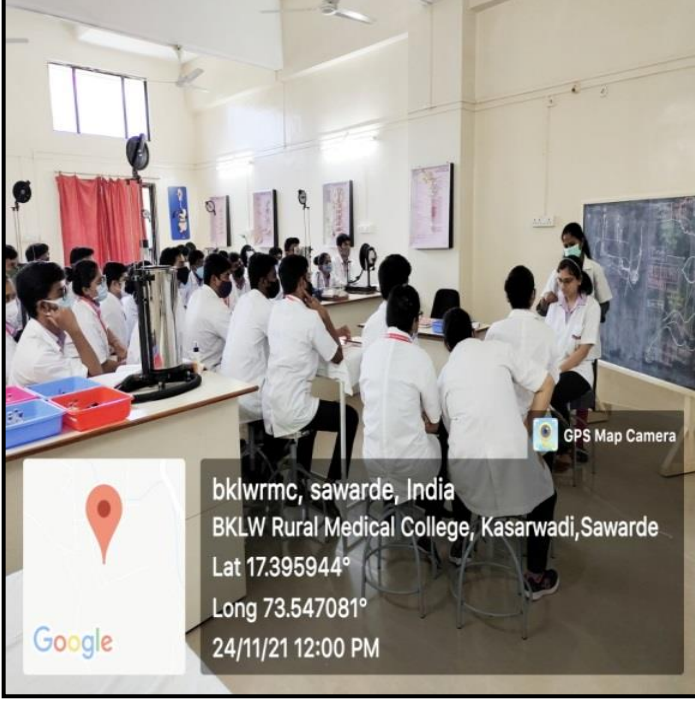 GPS Map Camera
bklwrmc, sawarde, India
BKLW Rural Medical College, Kasarwadi,Sawarde
Lat 17.395944°
Long 73.547081°
24/11/21 12:00 PM
Google